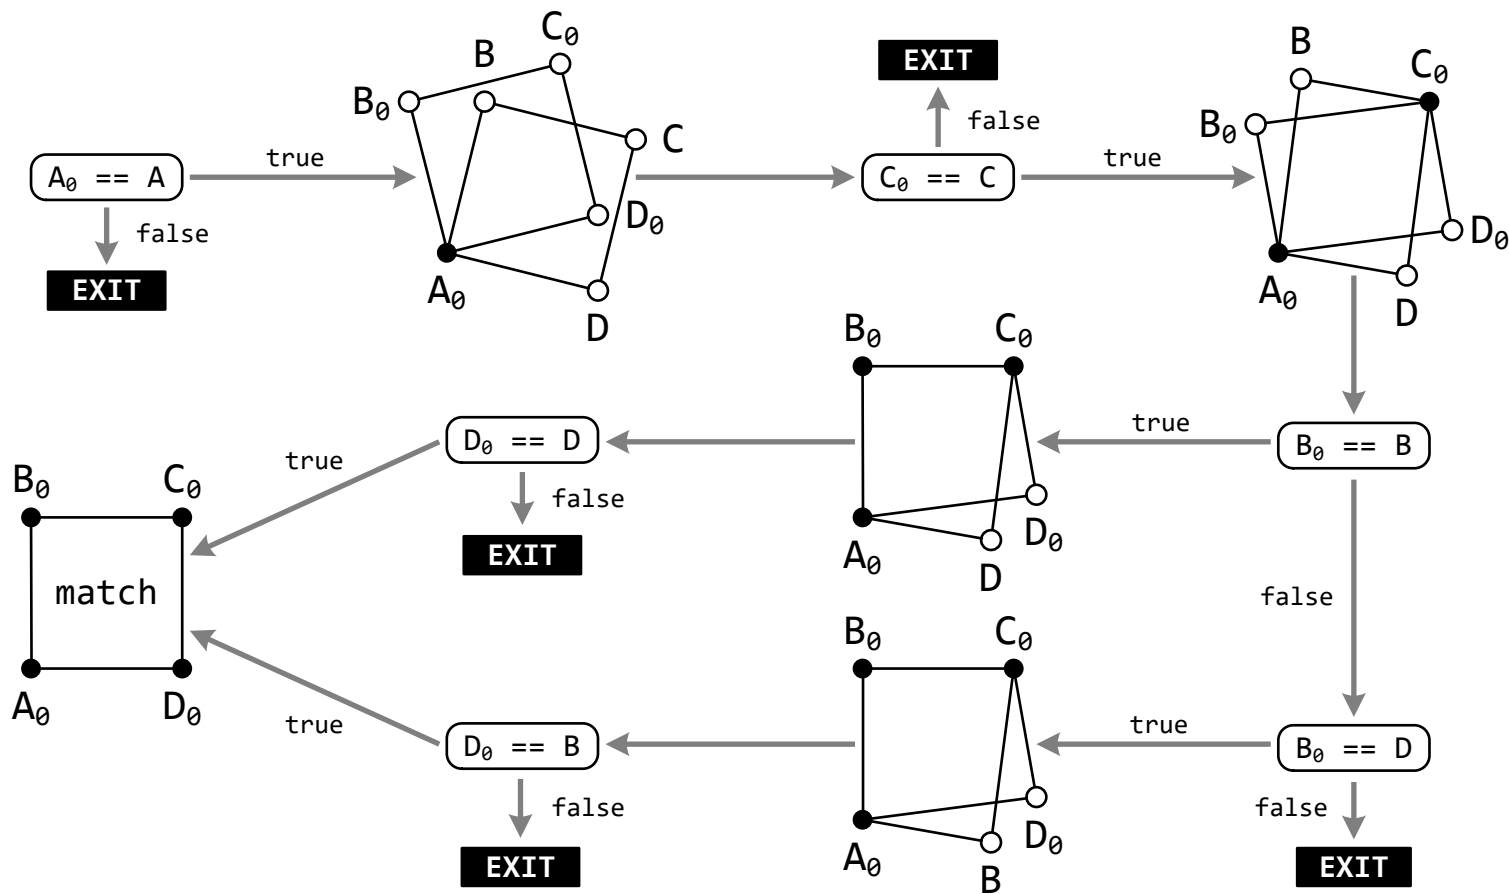 A₀ == A
true
false
EXIT
B₀
B
C₀
C
D₀
A₀
D
EXIT
false
C₀ == C
true
B
C₀
B₀
D₀
A₀
D
B₀ == B
true
B₀
C₀
A₀
D₀
D
D₀ == D
true
false
EXIT
false
B₀ == D
true
false
EXIT
B₀
C₀
A₀
D₀
B
D₀ == B
true
false
EXIT
B₀
C₀
match
A₀
D₀